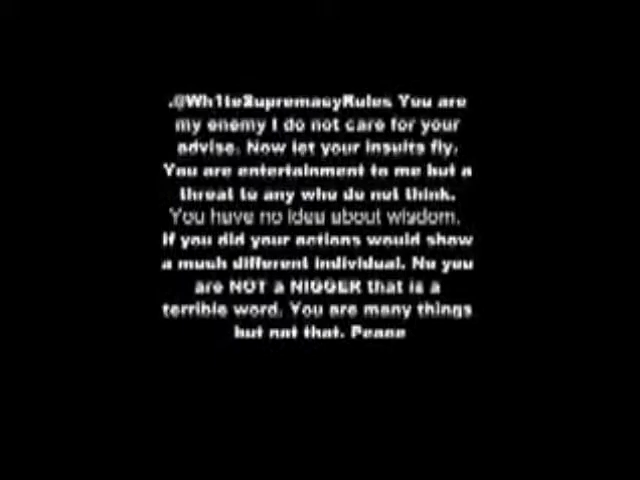 .@Wh1teSupremacyRules You are
my enemy I do not care for your
advise. Now let your insults fly.
You are entertainment to me but a
threat to any who do not think.
You have no idea about wisdom.
If you did your actions would show
a much different individual. No you
are NOT a NIGGER that is a
terrible word. You are many things
but not that. Peace